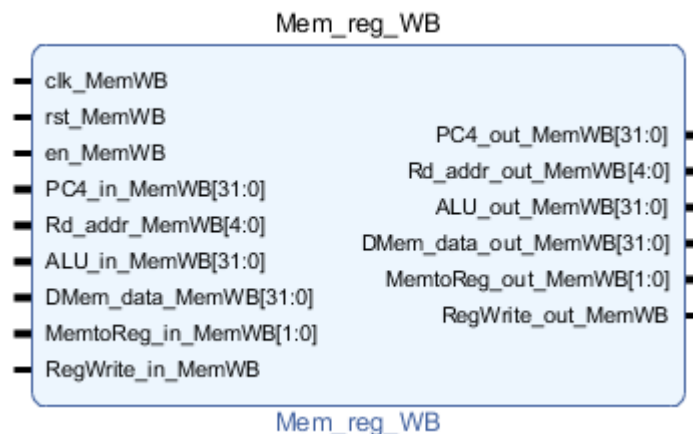 Mem_reg_WB
clk_MemWB
rst_MemWB
en_MemWB
PC4_in_MemWB[31:0]
Rd_addr_MemWB[4:0]
ALU_in_MemWB[31:0]
DMem_data_MemWB[31:0]
MemtoReg_in_MemWB[1:0]
RegWrite_in_MemWB
PC4_out_MemWB[31:0]
Rd_addr_out_MemWB[4:0]
ALU_out_MemWB[31:0]
DMem_data_out_MemWB[31:0]
MemtoReg_out_MemWB[1:0]
RegWrite_out_MemWB
Mem_reg_WB